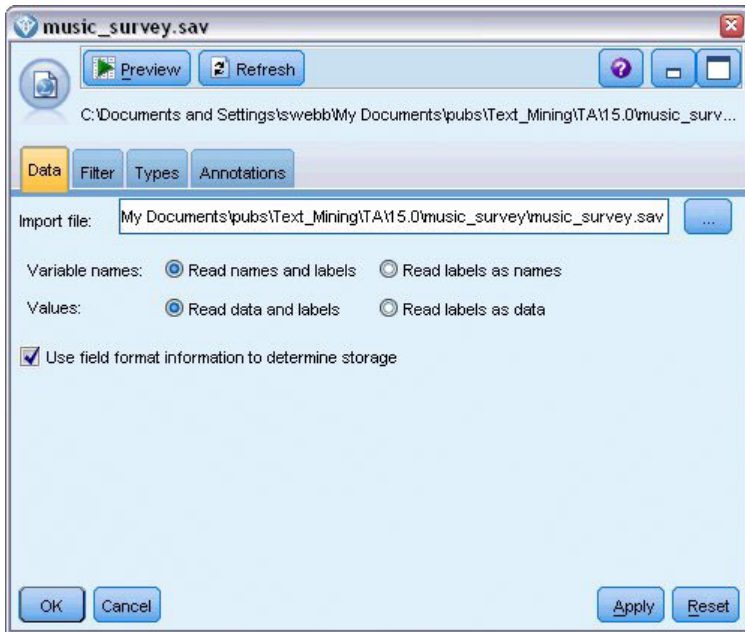 music_survey.sav
Preview Refresh
C:\Documents and Settings\swebb\My Documents\pubs\Text_Mining\TA\15.0\music_surv...
Data Filter Types Annotations
Import file: My Documents\pubs\Text_Mining\TA\15.0\music_survey\music_survey.sav ...
Variable names: Read names and labels Read labels as names
Values: Read data and labels Read labels as data
Use field format information to determine storage
OK Cancel Apply Reset